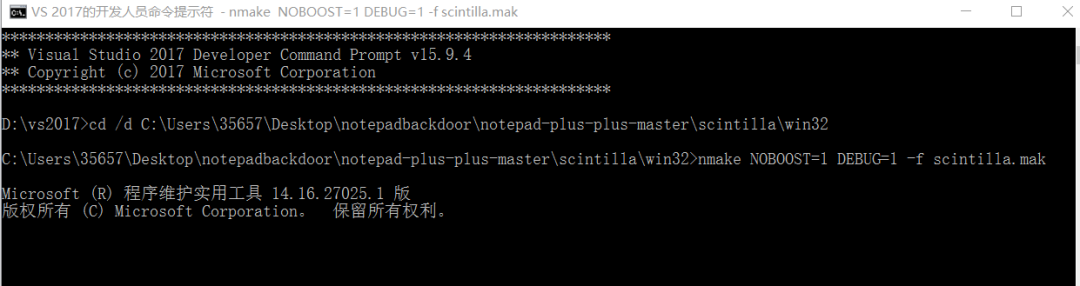 VS 2017的开发人员命令提示符 - nmake NOBOOST=1 DEBUG=1 -f scintilla.mak
**********************************************************************
** Visual Studio 2017 Developer Command Prompt v15.9.4
** Copyright (c) 2017 Microsoft Corporation
**********************************************************************
D:\vs2017>cd /d C:\Users\35657\Desktop\notepadbackdoor\notepad-plus-plus-master\scintilla\win32
C:\Users\35657\Desktop\notepadbackdoor\notepad-plus-plus-master\scintilla\win32>nmake NOBOOST=1 DEBUG=1 -f scintilla.mak
Microsoft (R) 程序维护实用工具 14.16.27025.1 版
版权所有 (C) Microsoft Corporation。  保留所有权利。